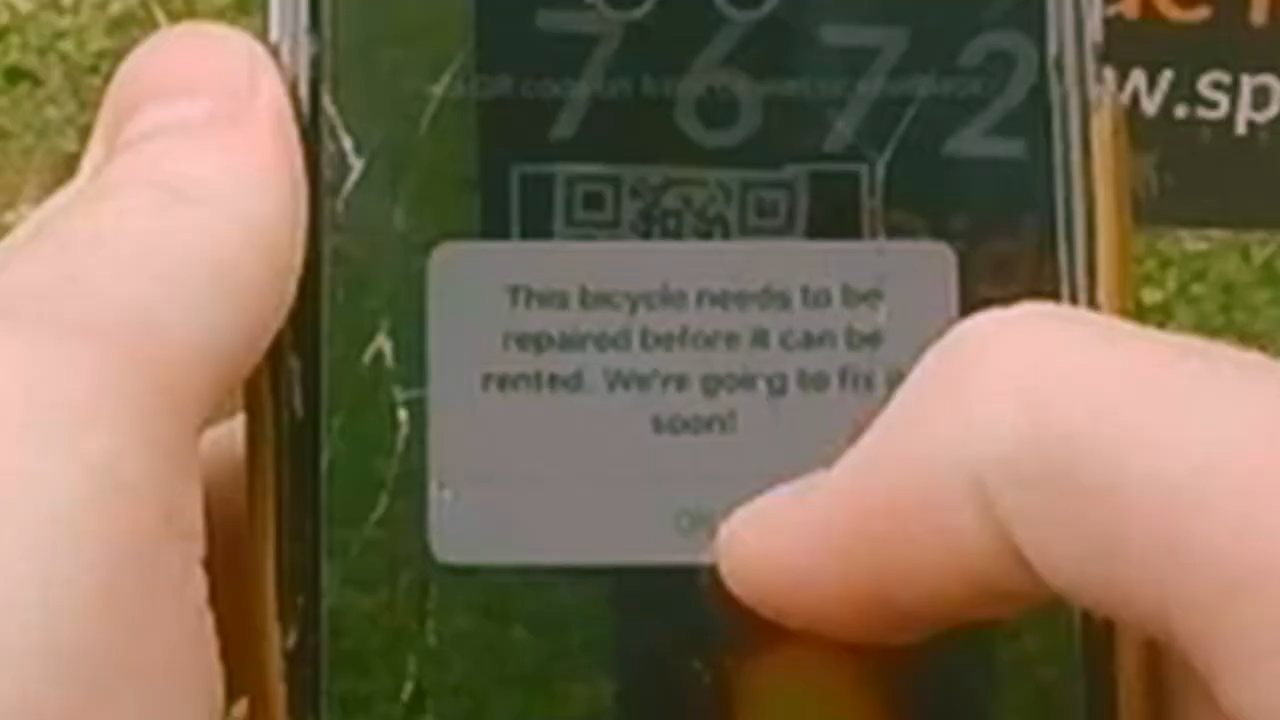 7672
w.sp
This bicycle needs to be
repaired before it can be
rented. We're going to fix
soon!